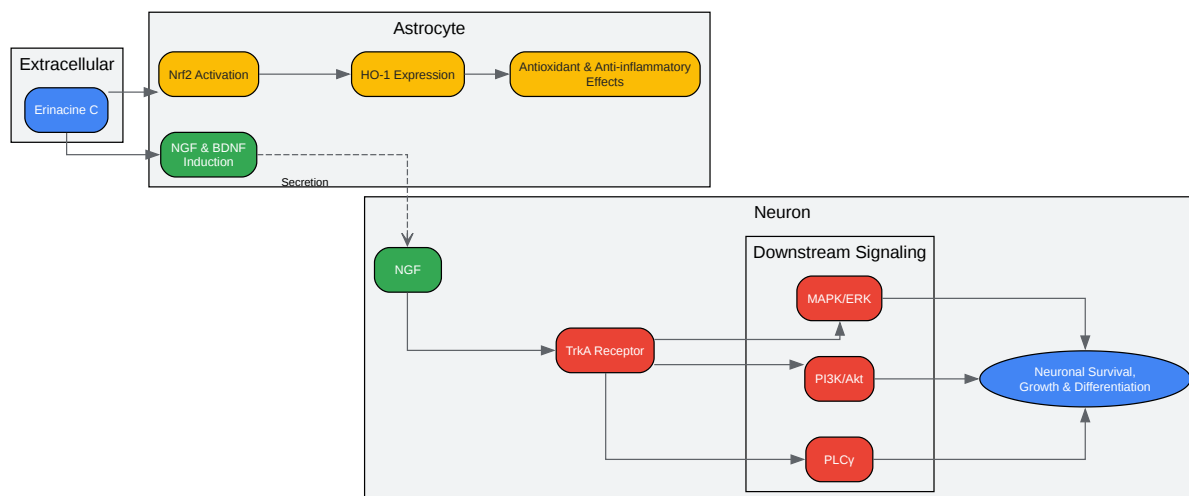 Astrocyte
Extracellular
Nrf2 Activation
HO-1 Expression
Antioxidant & Anti-inflammatory
Effects
Erinacine C
NGF & BDNF
Induction
Secretion
Neuron
Downstream Signaling
NGF
MAPK/ERK
TrkA Receptor
PI3K/Akt
Neuronal Survival,
Growth & Differentiation
PLCγ